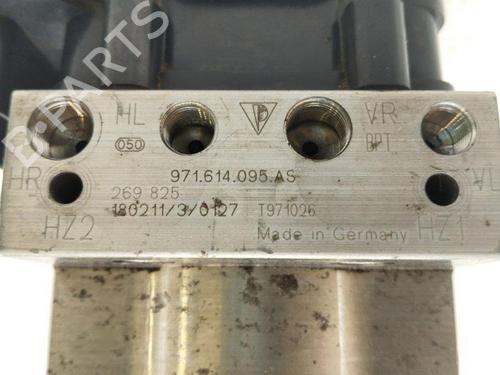 HL VR
050 BPT
971.614.095.AS
HR VL
269 825
180211/3/0127 T971026
HZ2 HZ1
Made in Germany
B-PARTS